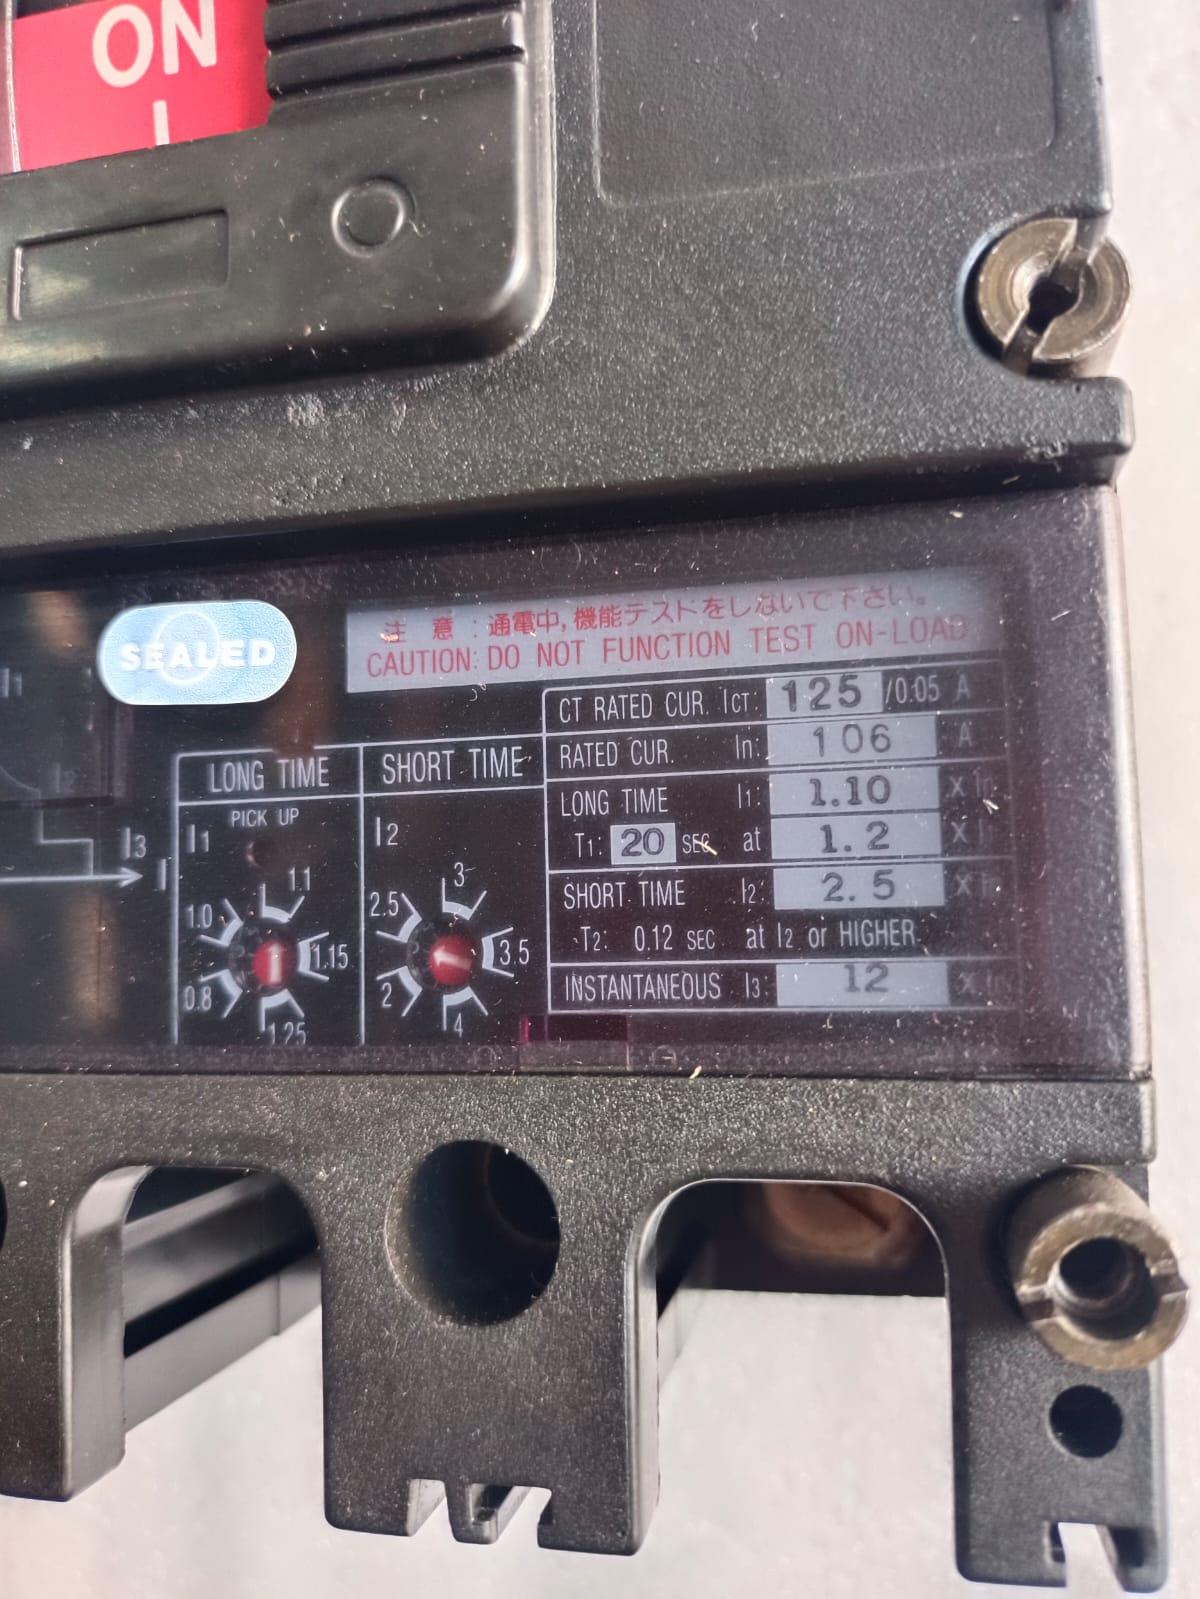 ON
I
SEALED
注 意 : 通電中,機能テストをしないで下さい。
CAUTION: DO NOT FUNCTION TEST ON-LOAD
CT RATED CUR. ICT: 125 /0.05 A
RATED CUR. In: 106 A
LONG TIME I1: 1.10 X In
T1: 20 SEC at 1.2 X I
SHORT TIME I2: 2.5 X In
T2: 0.12 SEC at I2 or HIGHER
INSTANTANEOUS I3: 12 X In
LONG TIME
PICK UP
I1
0.8
1.0
1.1
1.15
1.25
SHORT TIME
I2
2
2.5
3
3.5
4
I1
I2
I3
I